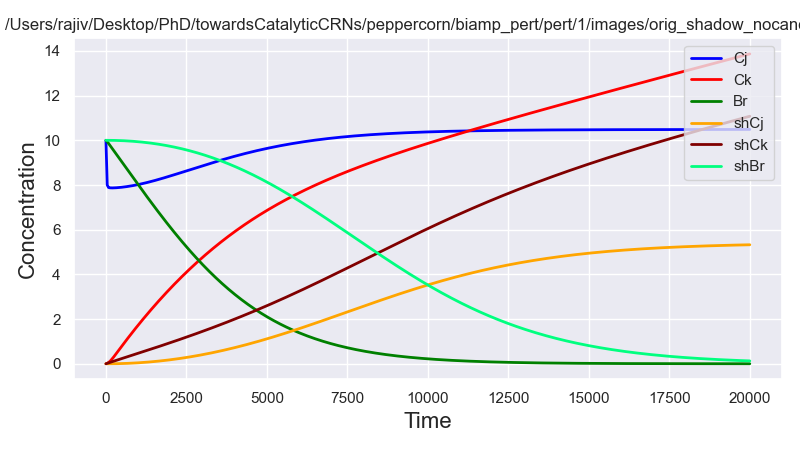 /Users/rajiv/Desktop/PhD/towardsCatalyticCRNs/peppercorn/biamp_pert/pert/1/images/orig_shadow_nocand
14
12
10
8
6
4
2
0
Concentration
Cj
Ck
Br
shCj
shCk
shBr
0 2500 5000 7500 10000 12500 15000 17500 20000
Time